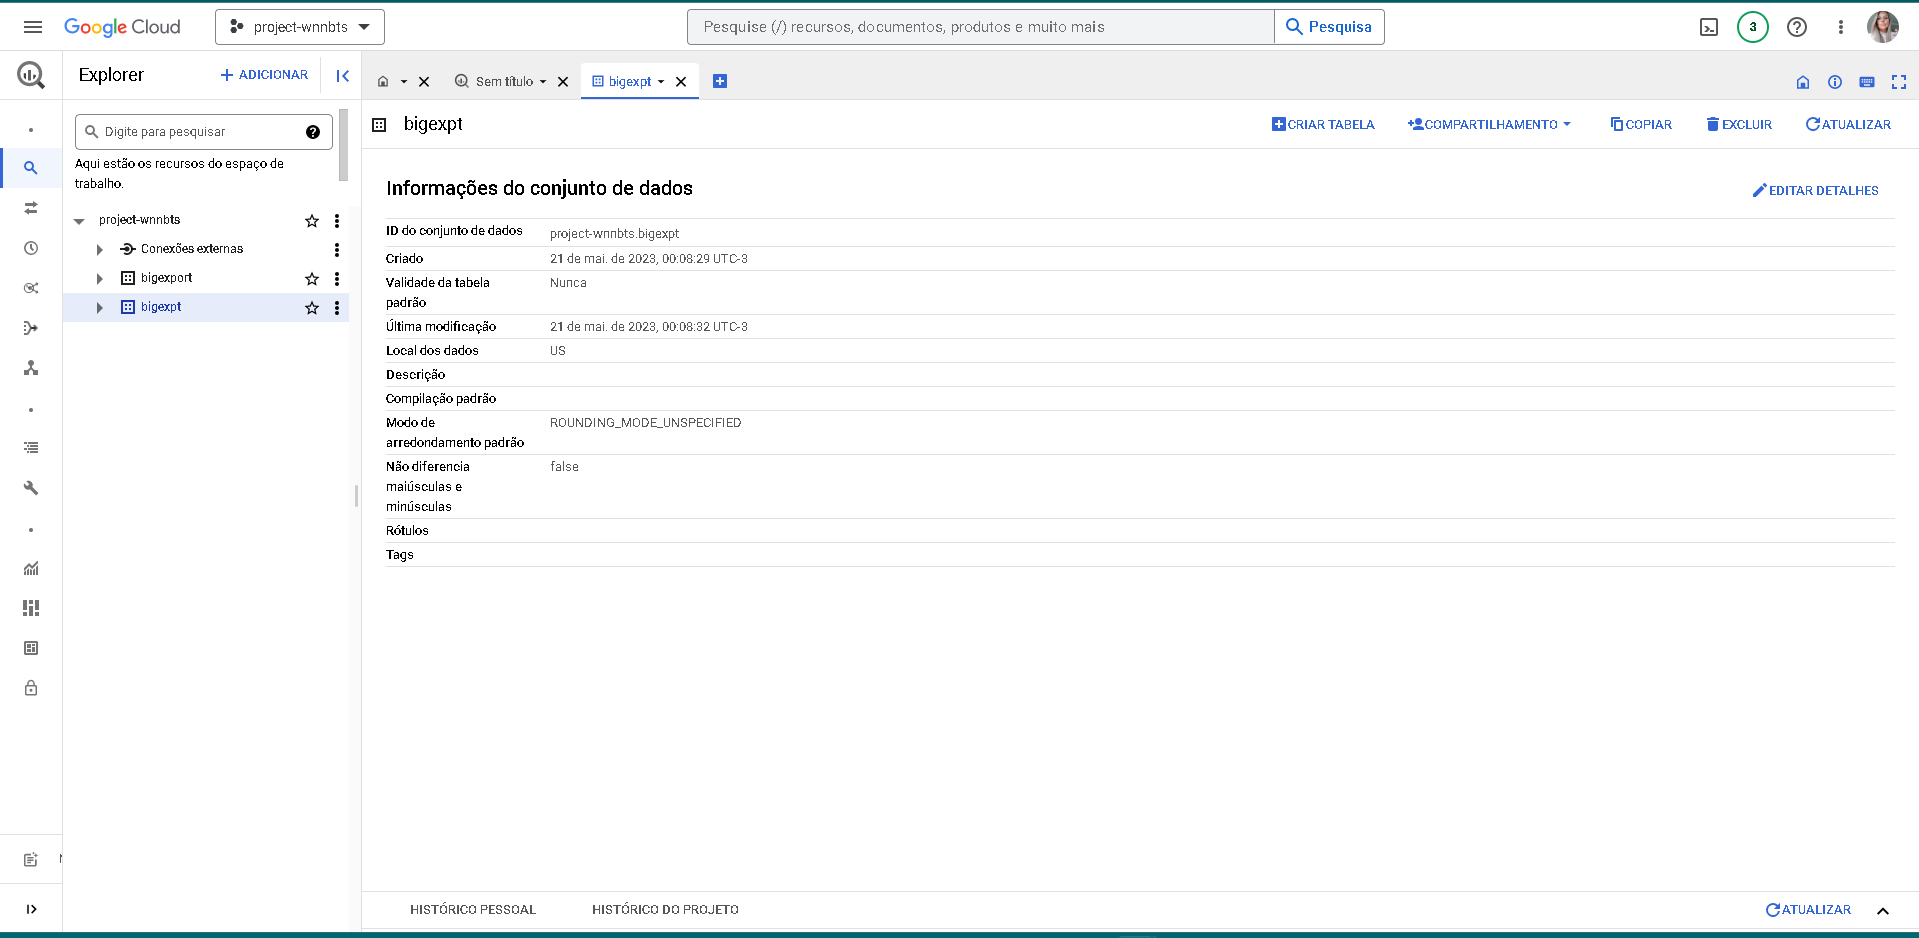 Google Cloud
project-wnnbts
Pesquise (/) recursos, documentos, produtos e muito mais
Pesquisa
3
Explorer
ADICIONAR
Sem título
bigexpt
Digite para pesquisar
Aqui estão os recursos do espaço de
trabalho.
project-wnnbts
Conexões externas
bigexport
bigexpt
bigexpt
CRIAR TABELA
COMPARTILHAMENTO
COPIAR
EXCLUIR
ATUALIZAR
Informações do conjunto de dados
EDITAR DETALHES
ID do conjunto de dados project-wnnbts.bigexpt
Criado 21 de mai. de 2023, 00:08:29 UTC-3
Validade da tabela Nunca
padrão
Última modificação 21 de mai. de 2023, 00:08:32 UTC-3
Local dos dados US
Descrição
Compilação padrão
Modo de ROUNDING_MODE_UNSPECIFIED
arredondamento padrão
Não diferencia false
maiúsculas e
minúsculas
Rótulos
Tags
HISTÓRICO PESSOAL
HISTÓRICO DO PROJETO
ATUALIZAR